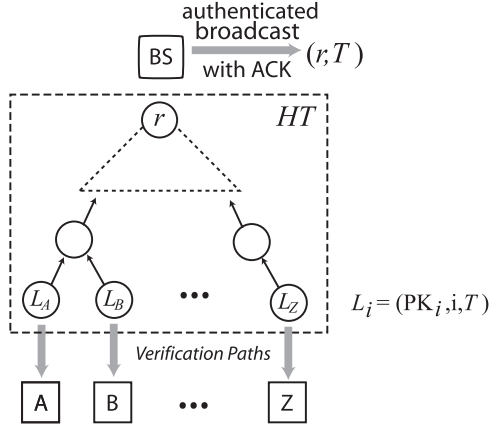 authenticated
broadcast
BS
with ACK
(r,T)
r
HT
L_A
L_B
•••
L_Z
L_i = (PK_i,i,T)
Verification Paths
A
B
•••
Z